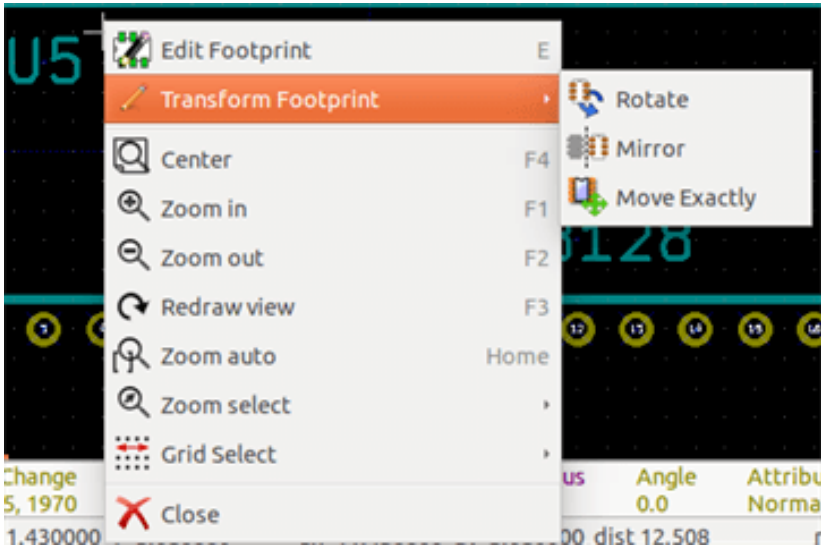 U5
Edit Footprint E
Transform Footprint
Rotate
Mirror
Move Exactly
Center F4
Zoom in F1
Zoom out F2
8128
Redraw view F3
Zoom auto Home
Zoom select
Grid Select
Change us Angle Attribu
5, 1970 0.0 Norma
Close
1.430000 dist 12.508